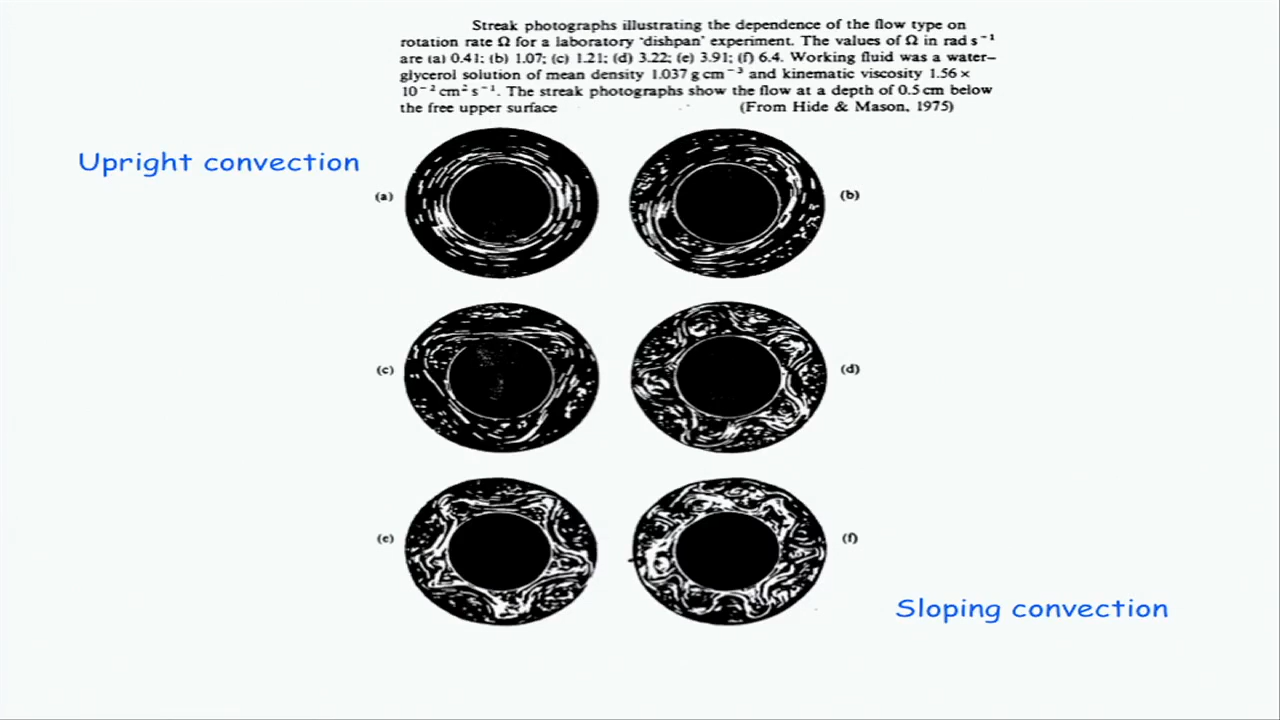 Streak photographs illustrating the dependence of the flow type on
rotation rate Ω for a laboratory 'dishpan' experiment. The values of Ω in rad s⁻¹
are (a) 0.41; (b) 1.07; (c) 1.21; (d) 3.22; (e) 3.91; (f) 6.4. Working fluid was a water–
glycerol solution of mean density 1.037 g cm⁻³ and kinematic viscosity 1.56 ×
10⁻² cm² s⁻¹. The streak photographs show the flow at a depth of 0.5 cm below
the free upper surface (From Hide & Mason, 1975)
Upright convection
(a)
(b)
(c)
(d)
(e)
(f)
Sloping convection